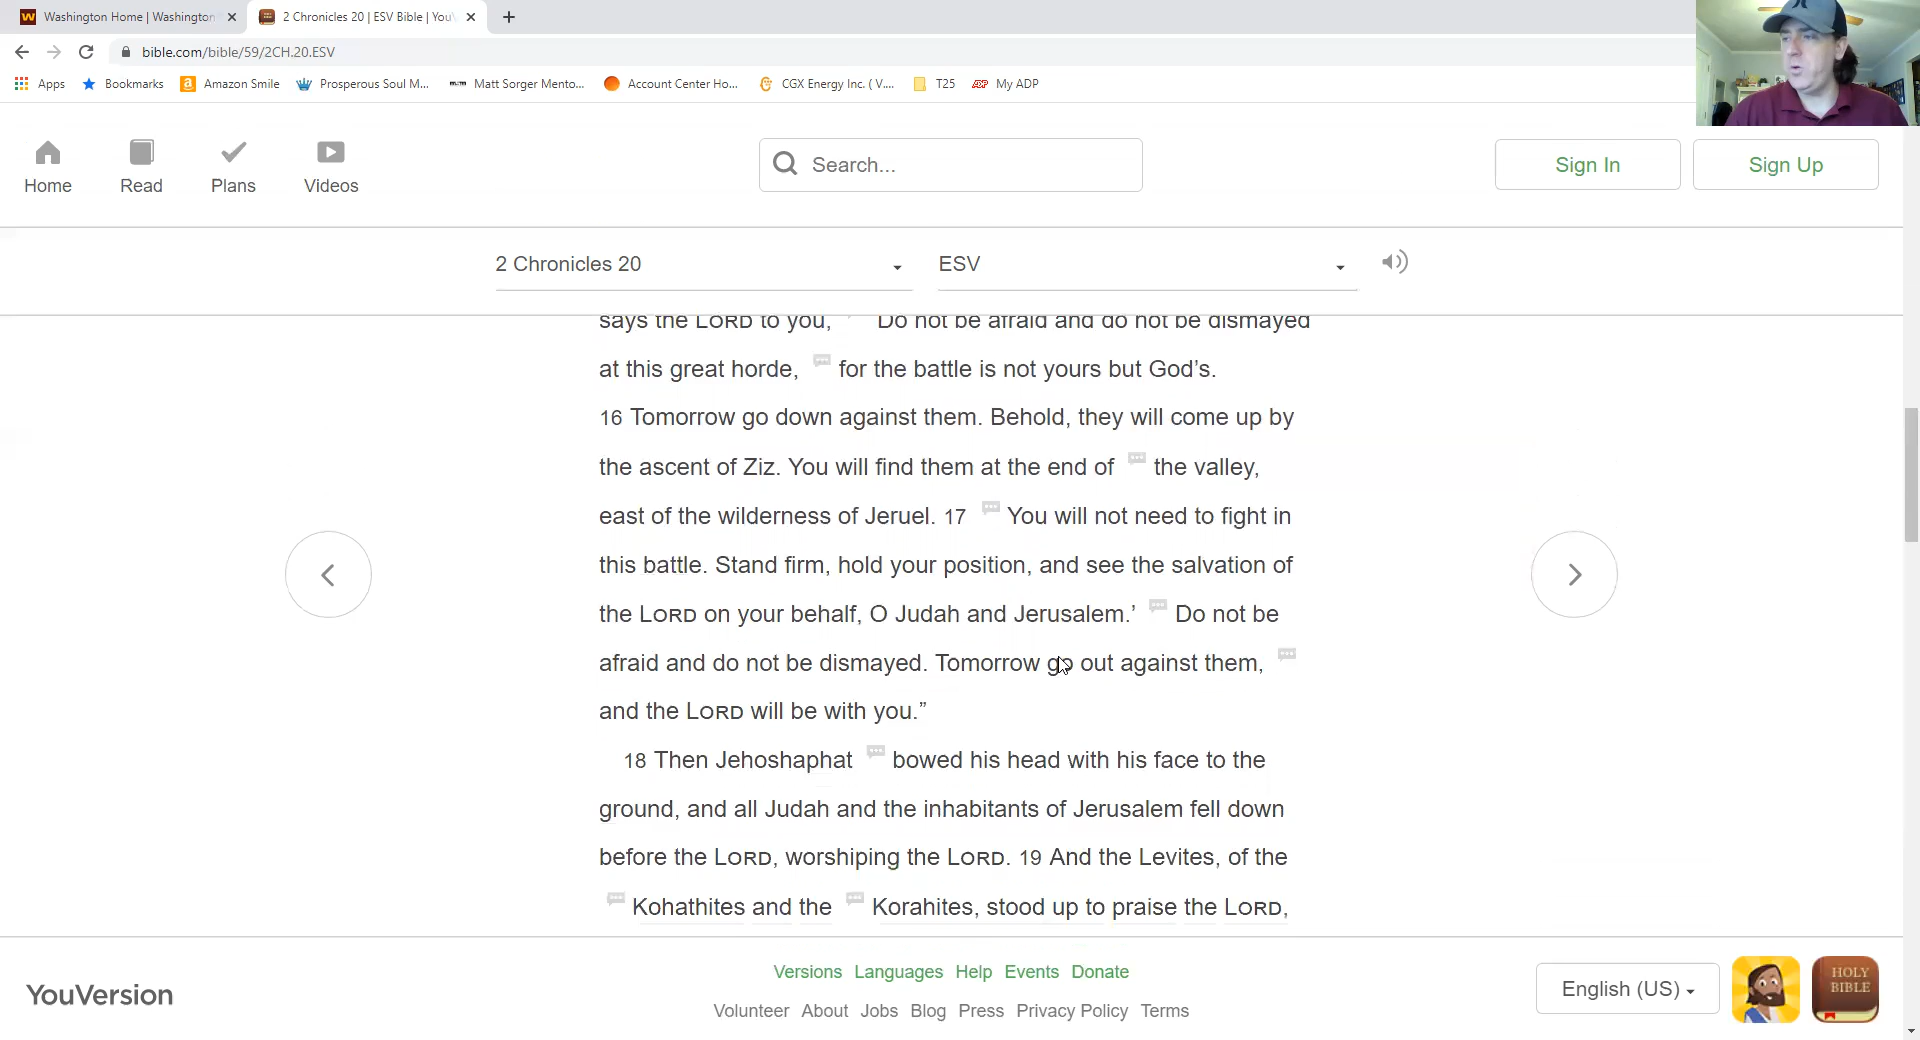 Washington Home | Washington
2 Chronicles 20 | ESV Bible | You
bible.com/bible/59/2CH.20.ESV
Apps Bookmarks Amazon Smile Prosperous Soul M... Matt Sorger Mento... Account Center Ho... CGX Energy Inc. ( V.... T25 My ADP
Home Read Plans Videos
Search...
Sign In Sign Up
2 Chronicles 20 ESV
says the LORD to you, Do not be afraid and do not be dismayed
at this great horde, for the battle is not yours but God’s.
16 Tomorrow go down against them. Behold, they will come up by
the ascent of Ziz. You will find them at the end of the valley,
east of the wilderness of Jeruel. 17 You will not need to fight in
this battle. Stand firm, hold your position, and see the salvation of
the LORD on your behalf, O Judah and Jerusalem.’ Do not be
afraid and do not be dismayed. Tomorrow go out against them,
and the LORD will be with you.”
18 Then Jehoshaphat bowed his head with his face to the
ground, and all Judah and the inhabitants of Jerusalem fell down
before the LORD, worshiping the LORD. 19 And the Levites, of the
Kohathites and the Korahites, stood up to praise the LORD,
Versions Languages Help Events Donate
YouVersion
English (US)
HOLY
BIBLE
Volunteer About Jobs Blog Press Privacy Policy Terms